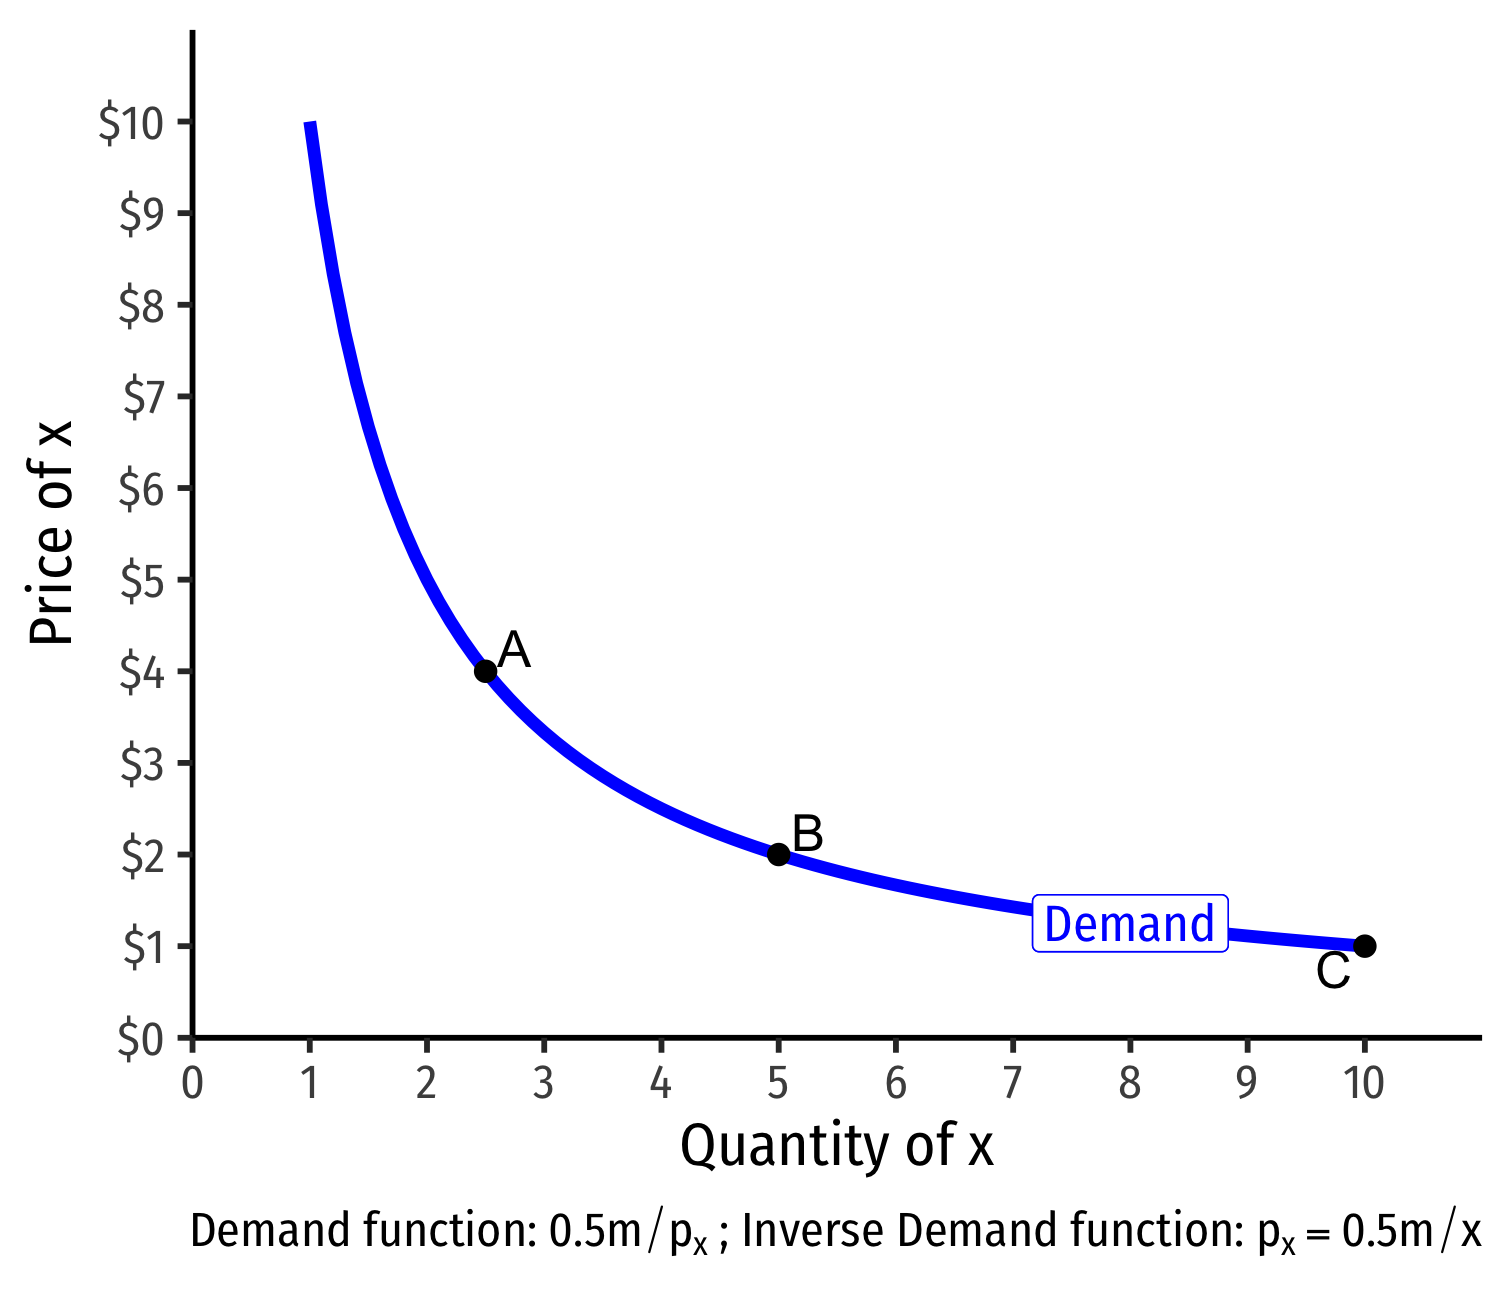 $10
$9
$8
$7
$6
$5
$4
$3
$2
$1
$0
Price of x
A
B
Demand
C
0 1 2 3 4 5 6 7 8 9 10
Quantity of x
Demand function: 0.5m/pₓ ; Inverse Demand function: pₓ = 0.5m/x